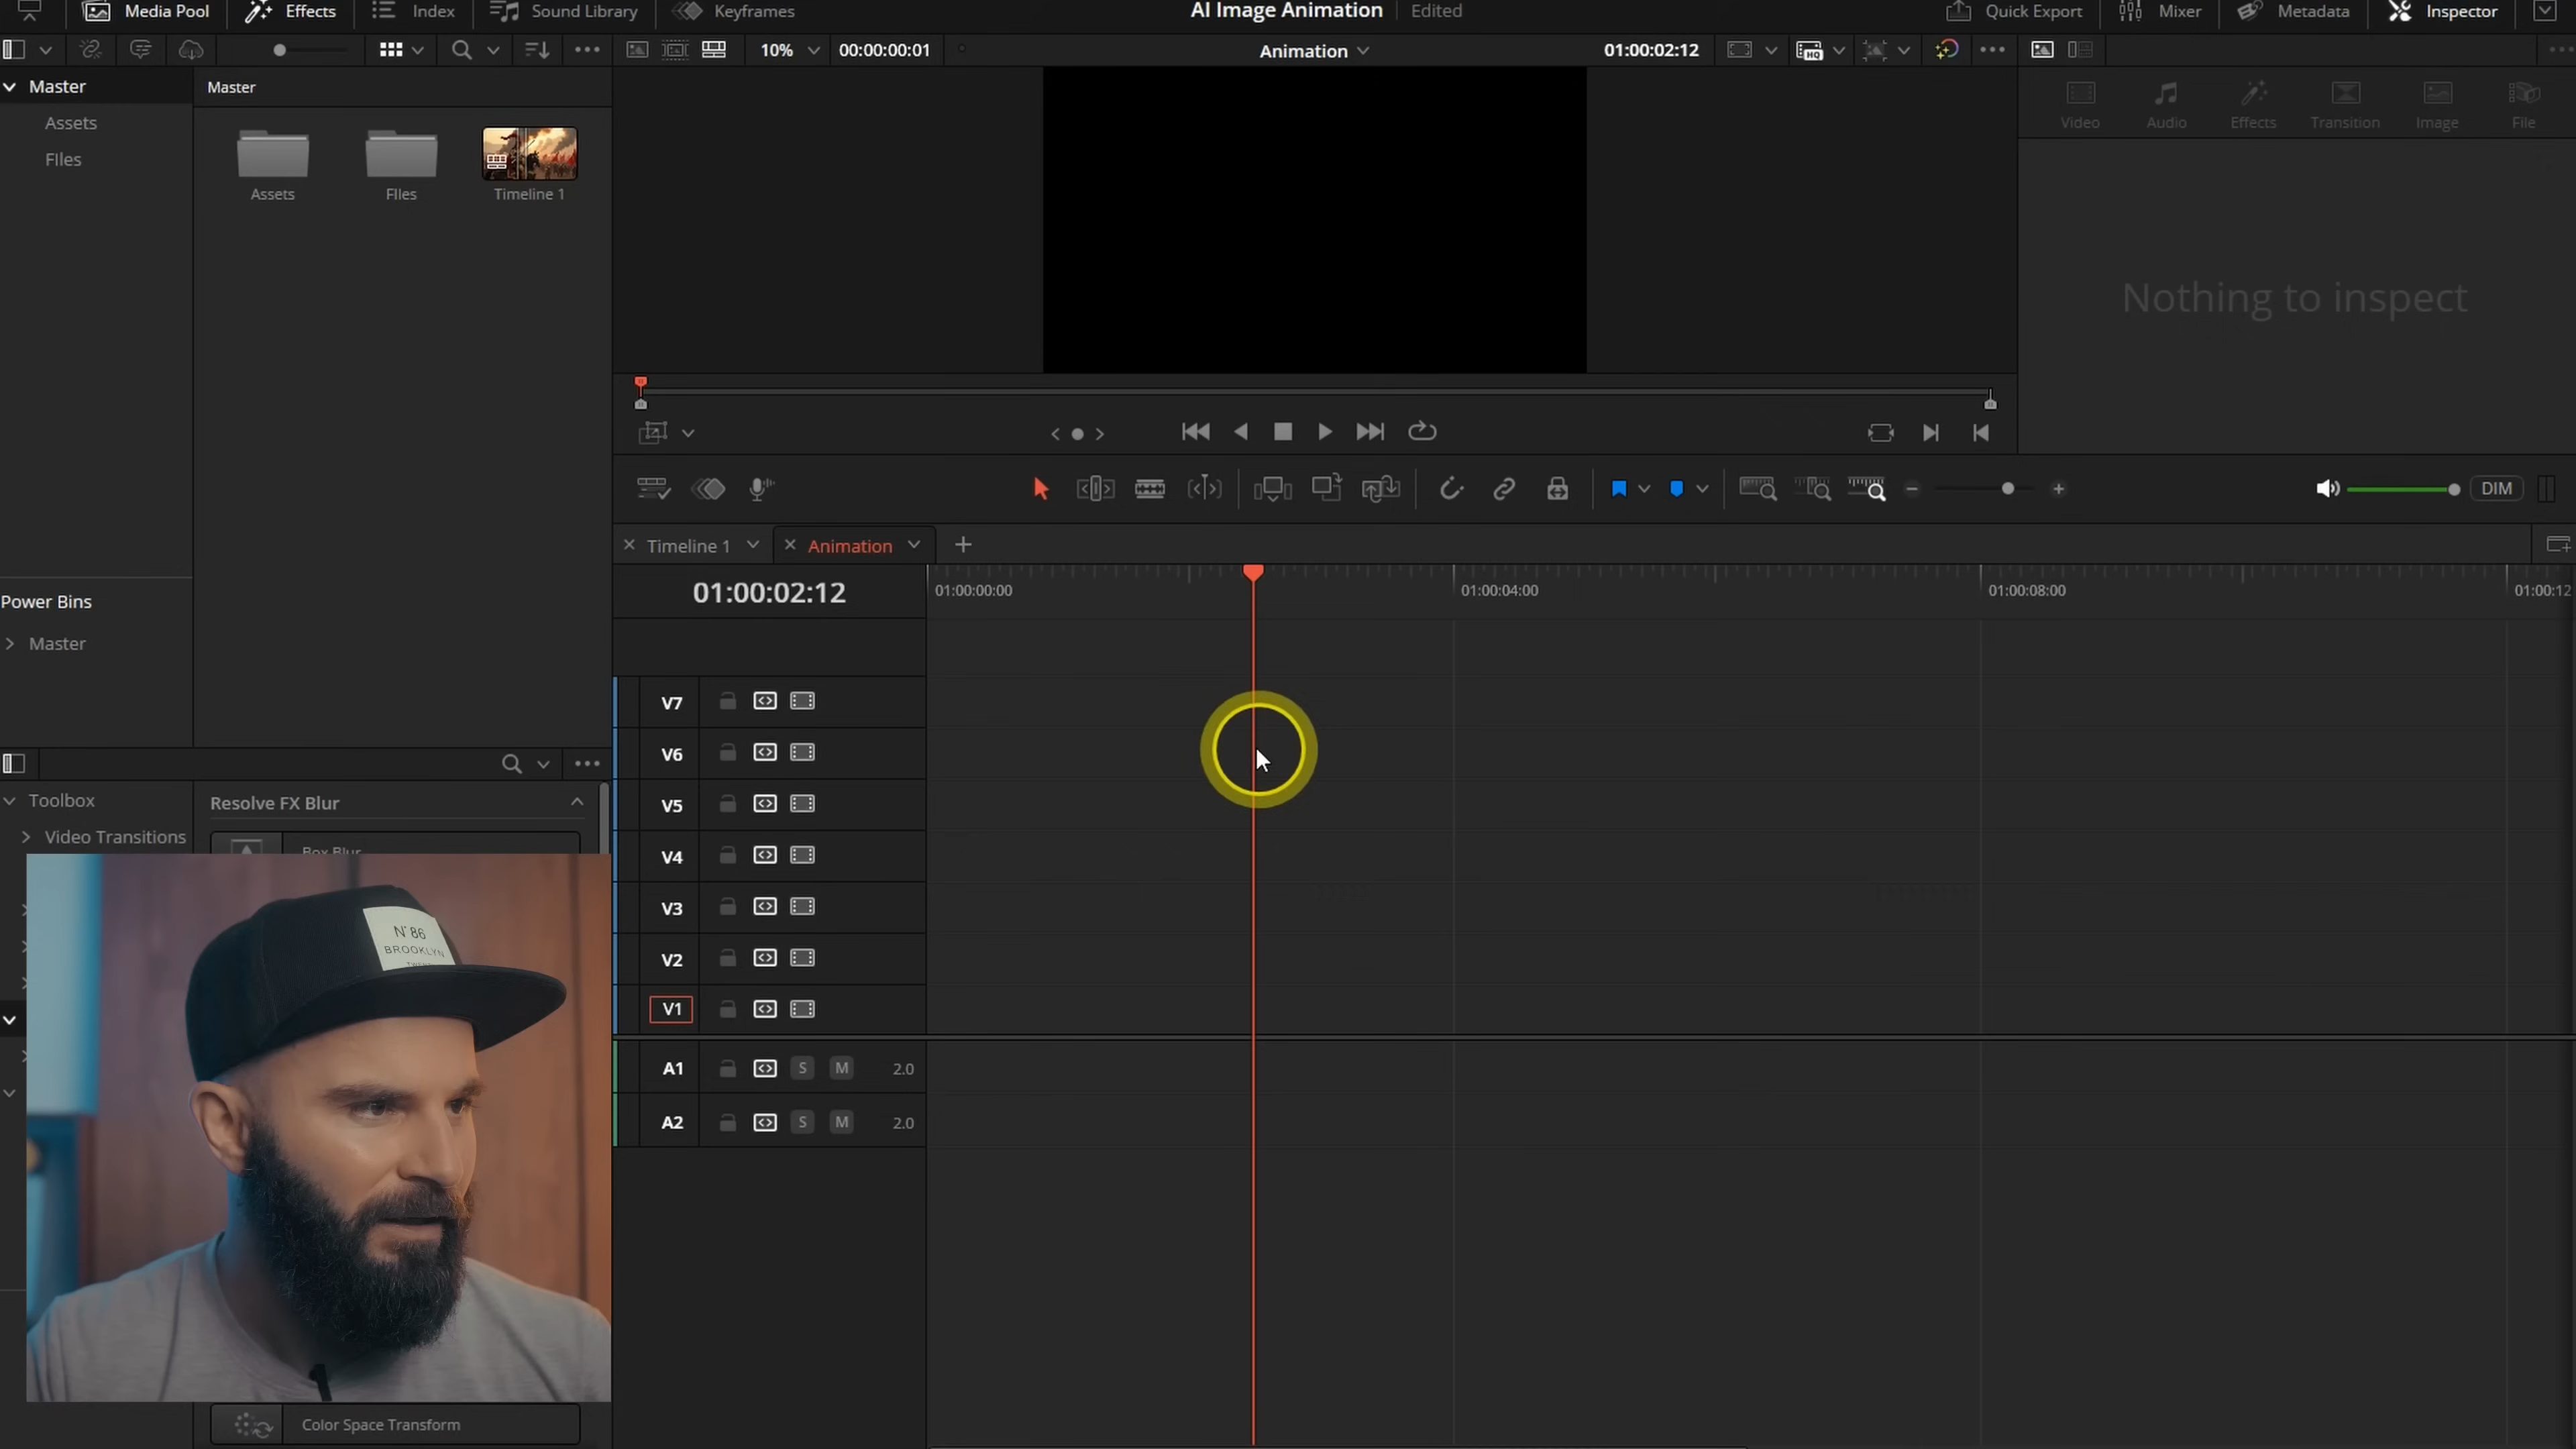 Media Pool Effects Index Sound Library Keyframes AI Image Animation Edited Quick Export Mixer Metadata Inspector
10% 00:00:00:01 Animation 01:00:02:12 HQ
Master Master
Video Audio Effects Transition Image File
Assets
FIles
Assets FIles Timeline 1
Nothing to inspect
DIM
Timeline 1 Animation
01:00:02:12 01:00:00:00 01:00:04:00 01:00:08:00 01:00:12
Power Bins
Master
V7
V6
V5
V4
V3
V2
V1
A1 S M 2.0
A2 S M 2.0
Toolbox Resolve FX Blur
Video Transitions
Box Blur
N°86
BROOKLYN
Color Space Transform